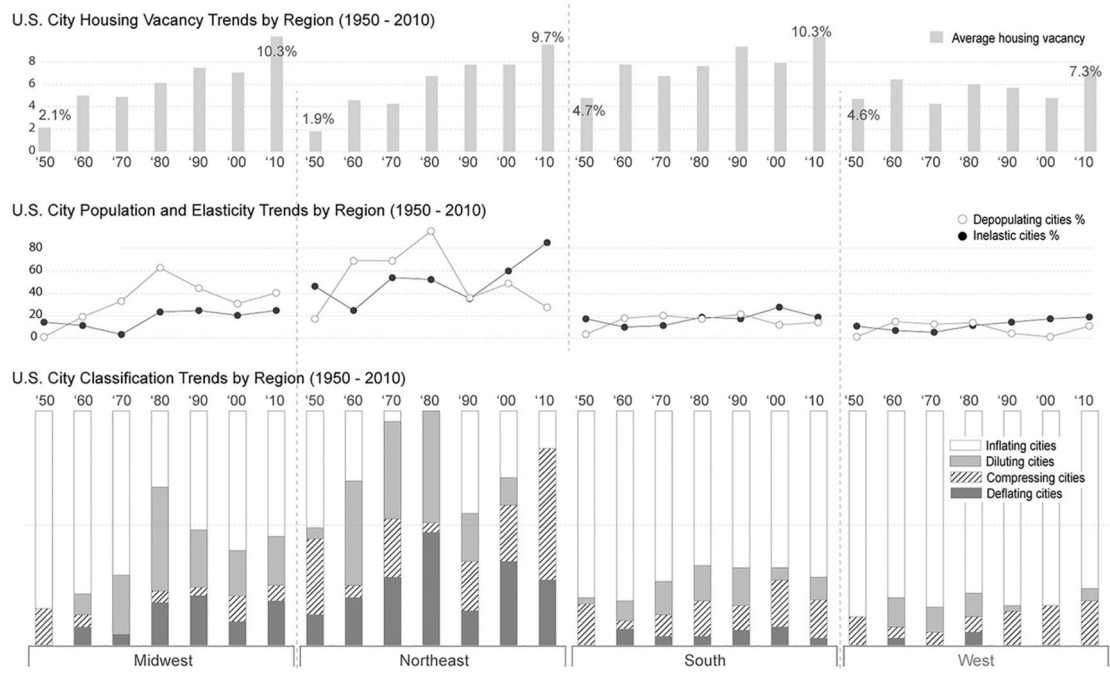 U.S. City Housing Vacancy Trends by Region (1950 - 2010)
Average housing vacancy
8
6
4
2
0
2.1%
10.3%
1.9%
9.7%
4.7%
10.3%
4.6%
7.3%
'50 '60 '70 '80 '90 '00 '10 '50 '60 '70 '80 '90 '00 '10 '50 '60 '70 '80 '90 '00 '10 '50 '60 '70 '80 '90 '00 '10
U.S. City Population and Elasticity Trends by Region (1950 - 2010)
Depopulating cities %
Inelastic cities %
80
60
40
20
0
U.S. City Classification Trends by Region (1950 - 2010)
'50 '60 '70 '80 '90 '00 '10 '50 '60 '70 '80 '90 '00 '10 '50 '60 '70 '80 '90 '00 '10 '50 '60 '70 '80 '90 '00 '10
Inflating cities
Diluting cities
Compressing cities
Deflating cities
Midwest Northeast South West